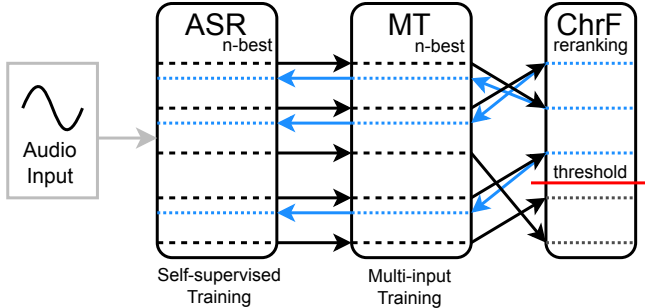 ASR
n-best
MT
n-best
ChrF
reranking
Audio
Input
threshold
Self-supervised
Training
Multi-input
Training